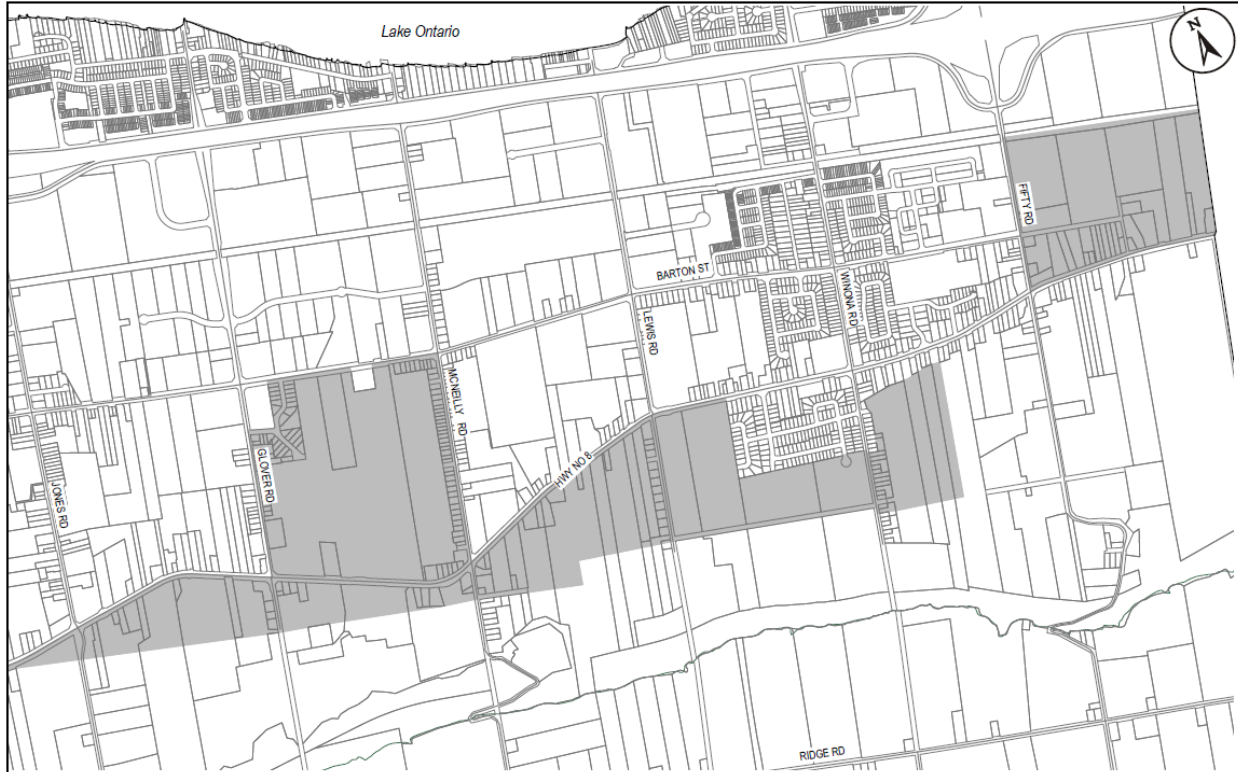 Lake Ontario
N
FIFTY RD
BARTON ST
WINONA RD
LEWIS RD
MCNEILLY RD
GLOVER RD
HWY NO 8
JONES RD
RIDGE RD